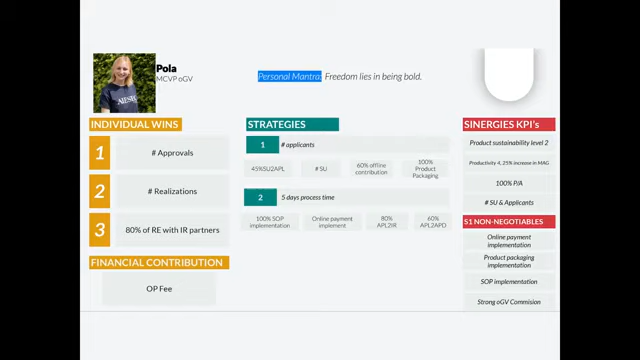 Pola
MCVP oGV
Personal Mantra: Freedom lies in being bold.
INDIVIDUAL WINS
1
# Approvals
2
# Realizations
3
80% of RE with IR partners
FINANCIAL CONTRIBUTION
OP Fee
STRATEGIES
1
# applicants
45%SU2APL
# SU
60% offline
contribution
100%
Product
Packaging
2
5 days process time
100% SOP
implementation
Online payment
implement
80%
APL2IR
60%
APL2APD
SINERGIES KPI's
Product sustainability level 2
Productivity 4, 25% increase in MAG
100% P/A
# SU & Applicants
S1 NON-NEGOTIABLES
Online payment
implementation
Product packaging
implementation
SOP implementation
Strong oGV Commision